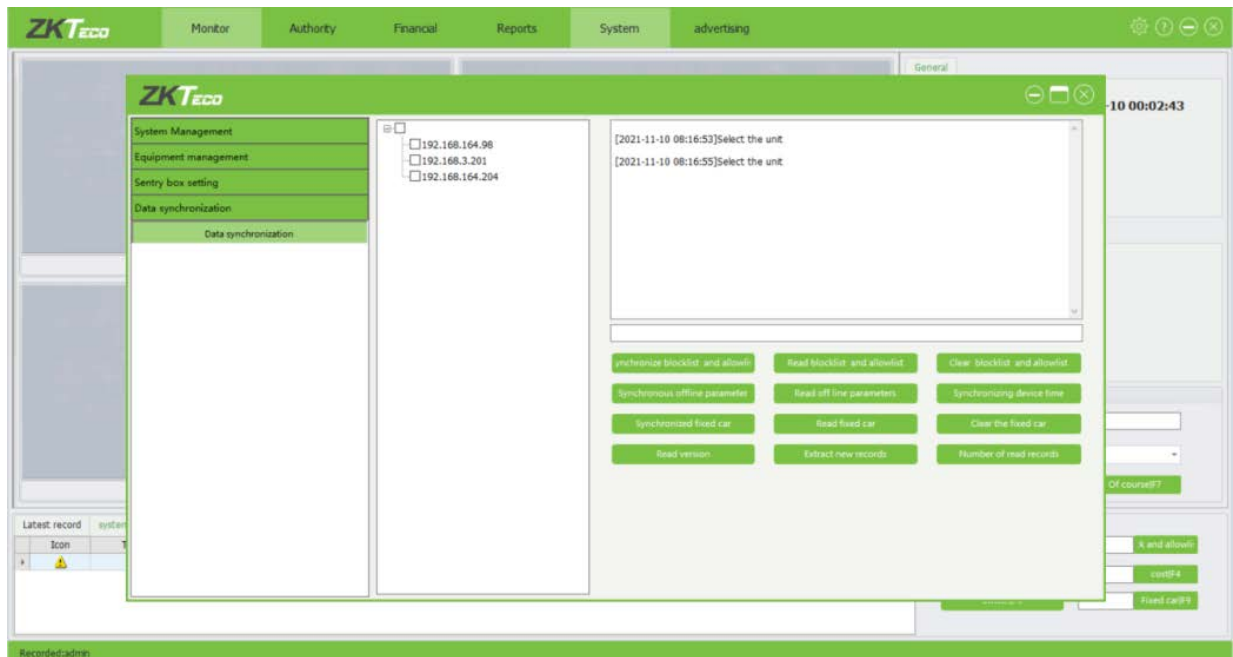 ZKTeco Monitor Authority Financial Reports System advertising
General
-10 00:02:43
ZKTeco
System Management
Equipment management
Sentry box setting
Data synchronization
Data synchronization
192.168.164.98
192.168.3.201
192.168.164.204
[2021-11-10 08:16:53]Select the unit
[2021-11-10 08:16:55]Select the unit
ynchronize blocklist and allowli Read blocklist and allowlist Clear blocklist and allowlist
Synchronous offline parameter Read off line parameters Synchronizing device time
Synchronized fixed car Read fixed car Clear the fixed car
Read version Extract new records Number of read records
Of course|F7
Latest record system
Icon T
k and allowli
cost|F4
Fixed car|F9
Recorded:admin